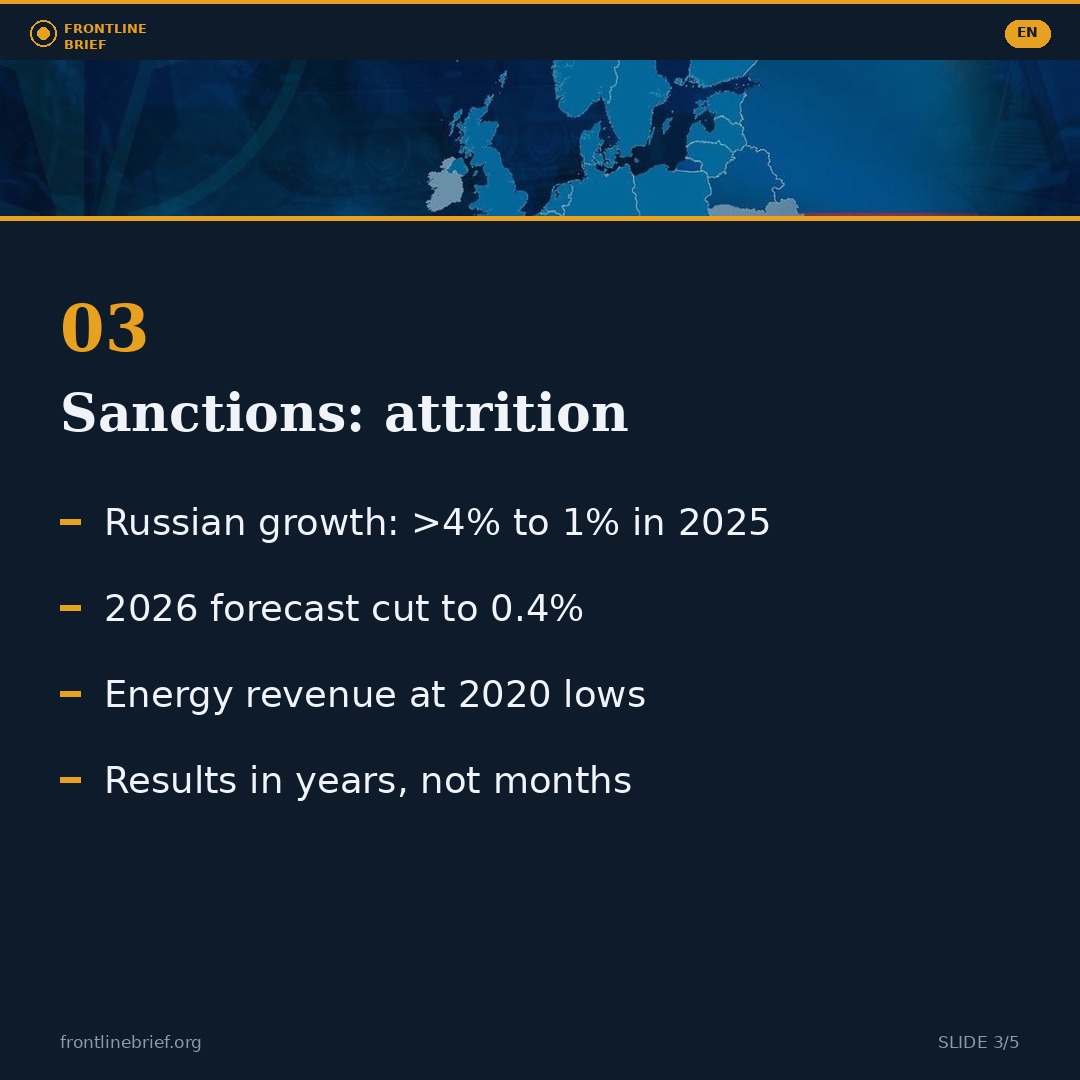 FRONTLINE
BRIEF
EN
03
Sanctions: attrition
Russian growth: >4% to 1% in 2025
2026 forecast cut to 0.4%
Energy revenue at 2020 lows
Results in years, not months
frontlinebrief.org
SLIDE 3/5